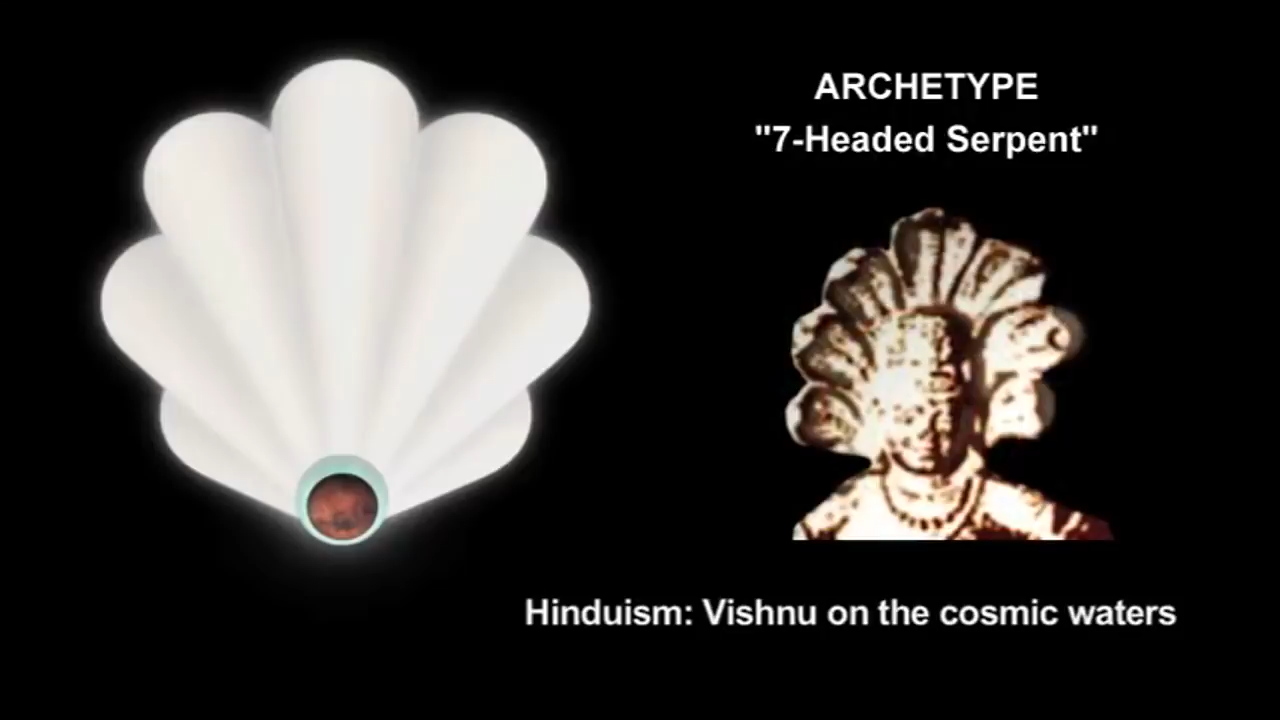 ARCHETYPE
"7-Headed Serpent"
Hinduism: Vishnu on the cosmic waters